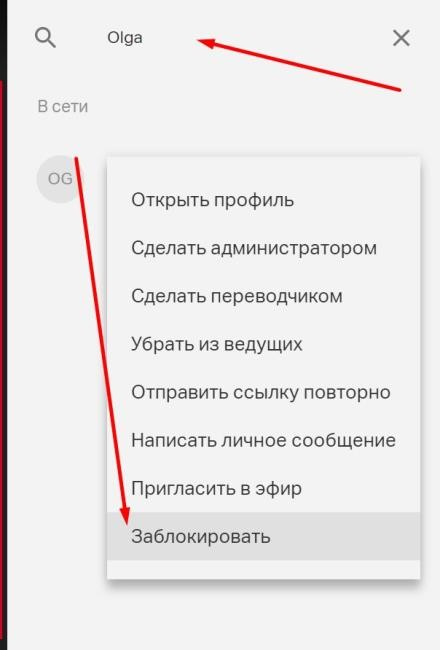 Olga
В сети
OG
Открыть профиль
Сделать администратором
Сделать переводчиком
Убрать из ведущих
Отправить ссылку повторно
Написать личное сообщение
Пригласить в эфир
Заблокировать